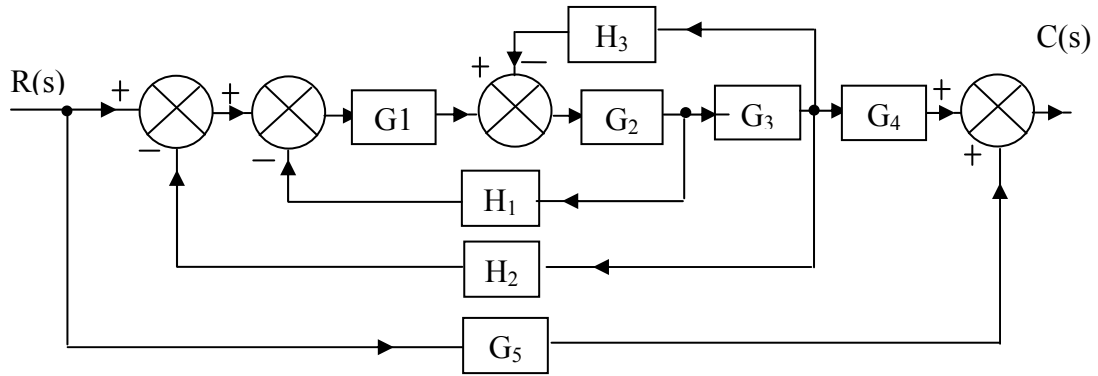 H₃
C(s)
R(s)
+
+
+
−
G1
G₂
G₃
G₄
+
−
−
+
H₁
H₂
G₅